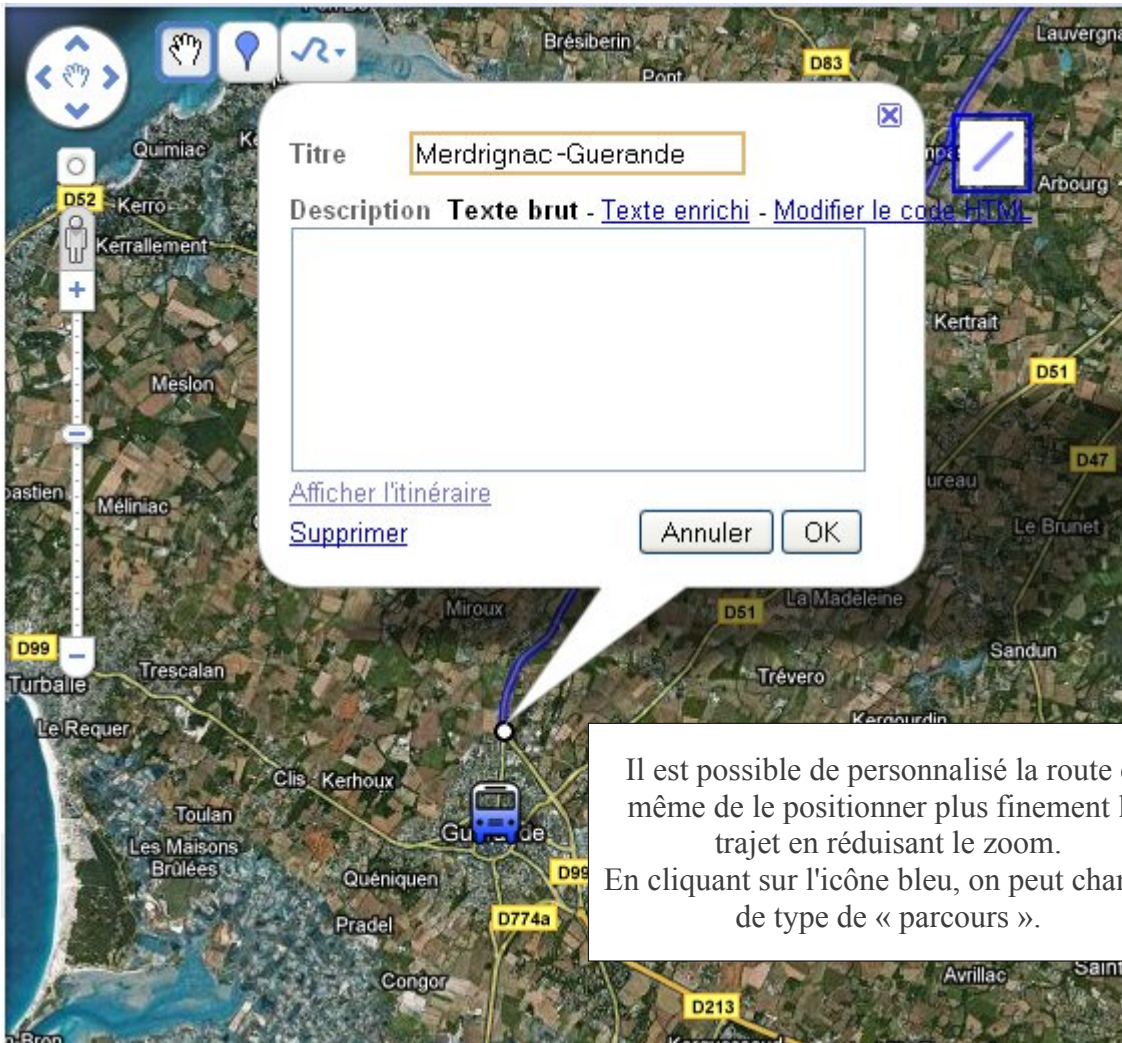 Brésiberin
Lauvergna
D83
Pont
Quimiac
Titre Merdrignac-Guerande
Arbourg
D52
Kerro
Description Texte brut - Texte enrichi - Modifier le code HTML
Kerrallement
Kertrait
Meslon
D51
D47
Afficher l'itinéraire
Méliniac
Supprimer
Annuler OK
Le Brunet
Miroux
D51
La Madeleine
D99
Turballe
Trescalan
Sandun
Trévero
Le Requer
Kergourdin
Clis
Kerhoux
Il est possible de personnalisé la route
même de le positionner plus finement
trajet en réduisant le zoom.
En cliquant sur l'icône bleu, on peut
de type de « parcours ».
Toulan
Les Maisons
Brûlées
Quéniquen
D99
Pradel
D774a
Congor
Avrillac
Saint
D213